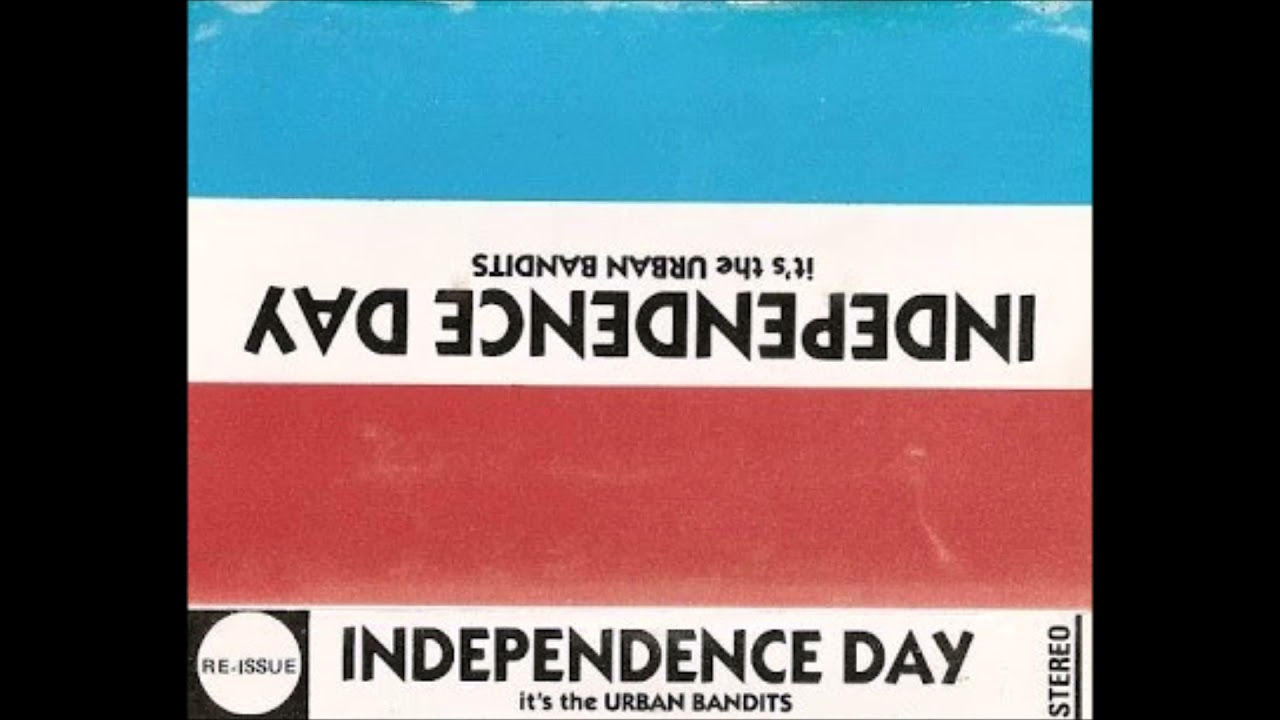 it's the URBAN BANDITS
INDEPENDENCE DAY
RE-ISSUE
INDEPENDENCE DAY
it's the URBAN BANDITS
STEREO